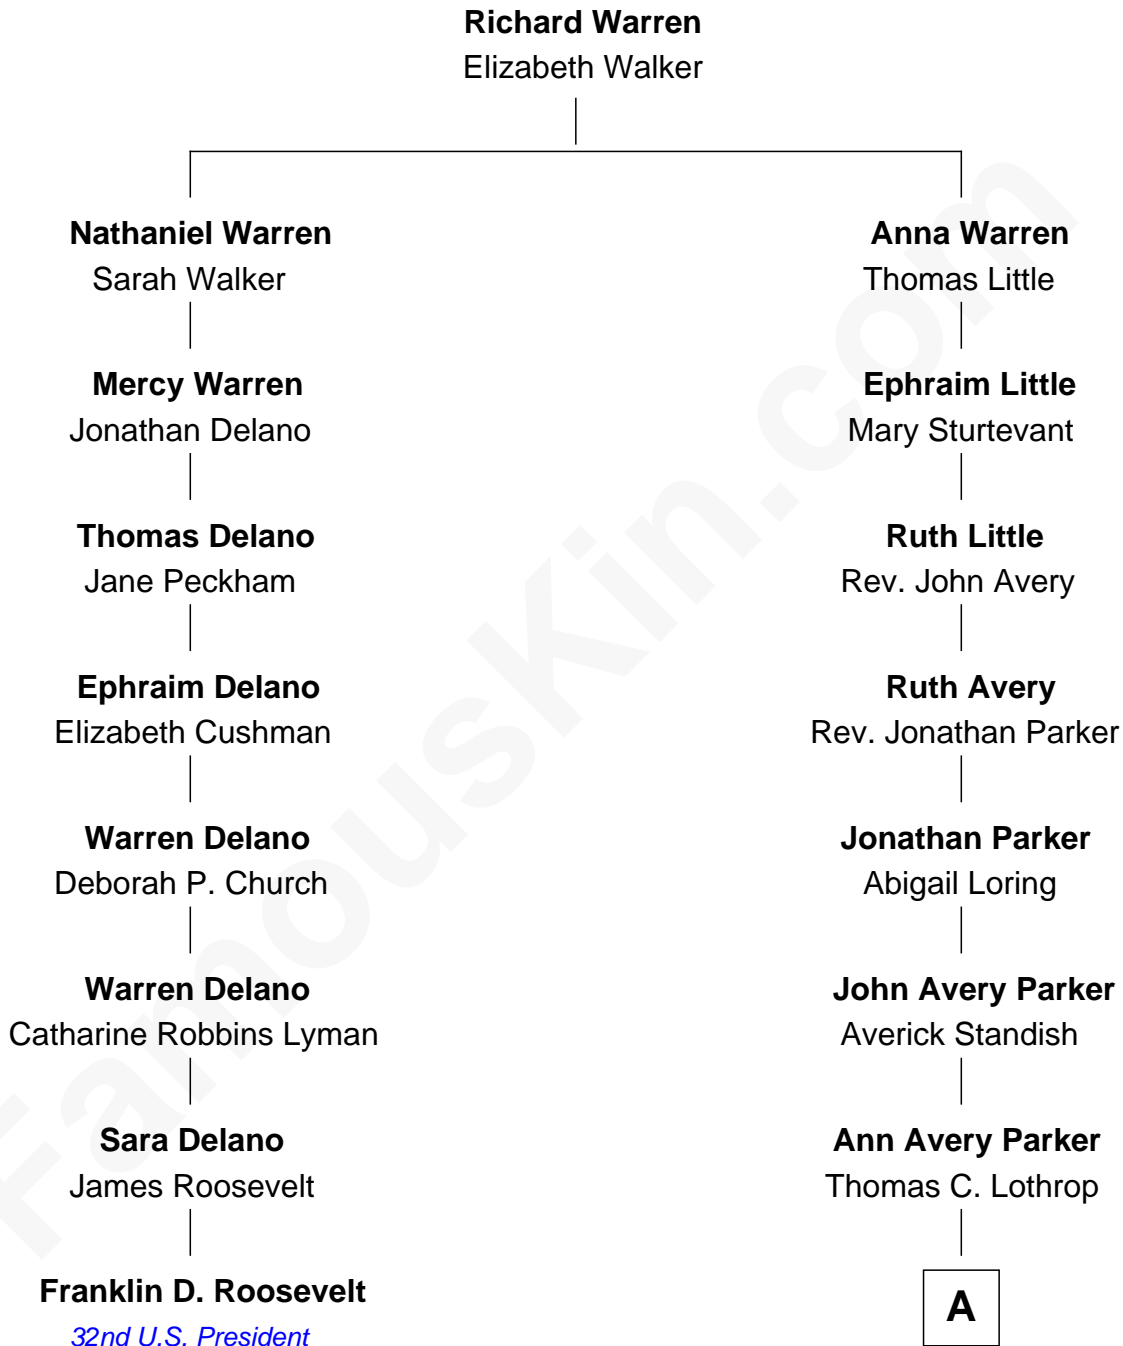 Richard Warren
Elizabeth Walker
Nathaniel Warren
Sarah Walker
Anna Warren
Thomas Little
Mercy Warren
Jonathan Delano
Ephraim Little
Mary Sturtevant
Thomas Delano
Jane Peckham
Ruth Little
Rev. John Avery
Ephraim Delano
Elizabeth Cushman
Ruth Avery
Rev. Jonathan Parker
Warren Delano
Deborah P. Church
Jonathan Parker
Abigail Loring
Warren Delano
Catharine Robbins Lyman
John Avery Parker
Averick Standish
Sara Delano
James Roosevelt
Ann Avery Parker
Thomas C. Lothrop
Franklin D. Roosevelt
32nd U.S. President
A
FamousKin.com